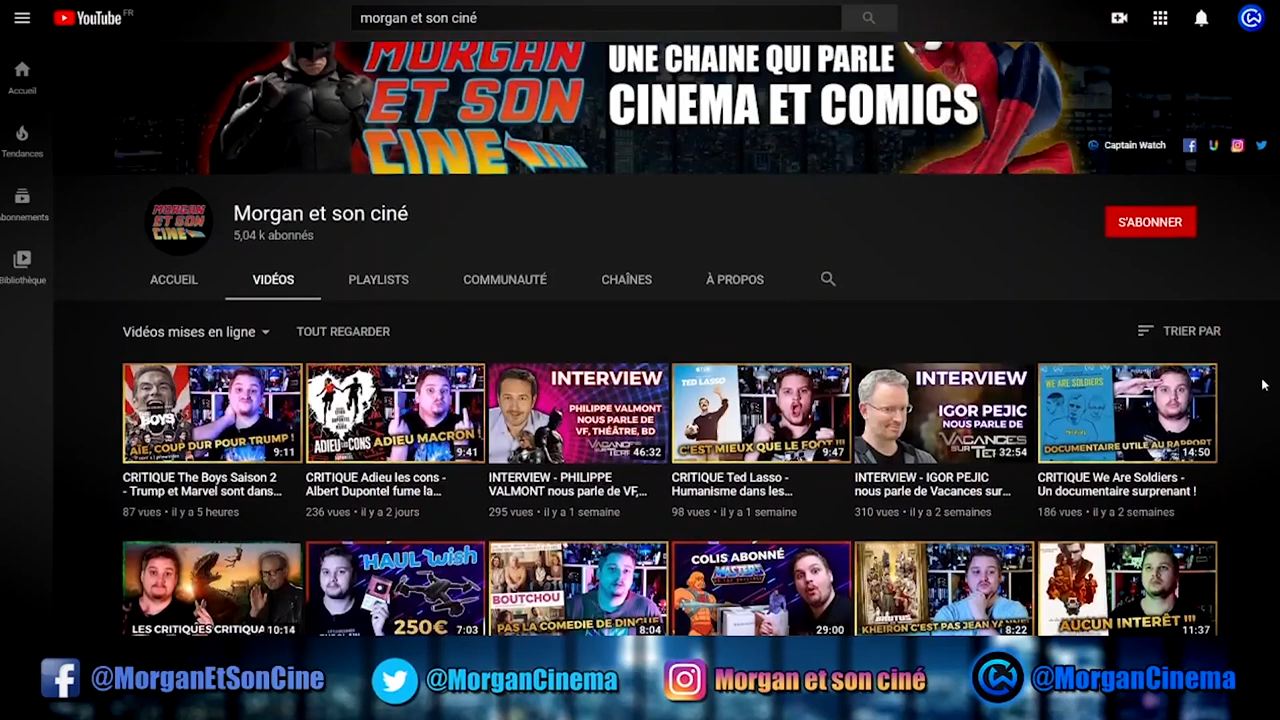 YouTube FR
morgan et son ciné
MORGAN
ET SON
CINE
UNE CHAINE QUI PARLE
CINEMA ET COMICS
Captain Watch
Accueil
Tendances
Abonnements
Bibliothèque
MORGAN
ET SON
CINE
Morgan et son ciné
5,04 k abonnés
S'ABONNER
ACCUEIL
VIDÉOS
PLAYLISTS
COMMUNAUTÉ
CHAÎNES
À PROPOS
Vidéos mises en ligne
TOUT REGARDER
TRIER PAR
BOYS
AÏE, COUP DUR POUR TRUMP !
9:11
CRITIQUE The Boys Saison 2
- Trump et Marvel sont dans...
87 vues • il y a 5 heures
ADIEU LES CONS
ADIEU MACRON !
9:41
CRITIQUE Adieu les cons -
Albert Dupontel fume la...
236 vues • il y a 2 jours
INTERVIEW
PHILIPPE VALMONT
NOUS PARLE DE
VF, THÉÂTRE, BD
46:32
INTERVIEW - PHILIPPE
VALMONT nous parle de VF,...
295 vues • il y a 1 semaine
TED LASSO
C'EST MIEUX QUE LE FOOT !!!
9:47
CRITIQUE Ted Lasso -
Humanisme dans les...
98 vues • il y a 1 semaine
INTERVIEW
IGOR PEJIC
NOUS PARLE DE
VACANCES
32:54
INTERVIEW - IGOR PEJIC
nous parle de Vacances sur...
310 vues • il y a 2 semaines
WE ARE SOLDIERS
DOCUMENTAIRE UTILE AU RAPPORT
14:50
CRITIQUE We Are Soldiers -
Un documentaire surprenant !
186 vues • il y a 2 semaines
LES CRITIQUES CRITIQUA
10:14
HAUL Wish
250€
7:03
BOUTCHOU
PAS LA COMEDIE DE DINGUE
8:04
COLIS ABONNÉ
MASTERS
29:00
KHEIRON C'EST PAS JEAN YANNE
8:22
AUCUN INTERÊT !!!
11:37
@MorganEtSonCine
@MorganCinema
Morgan et son ciné
@MorganCinema